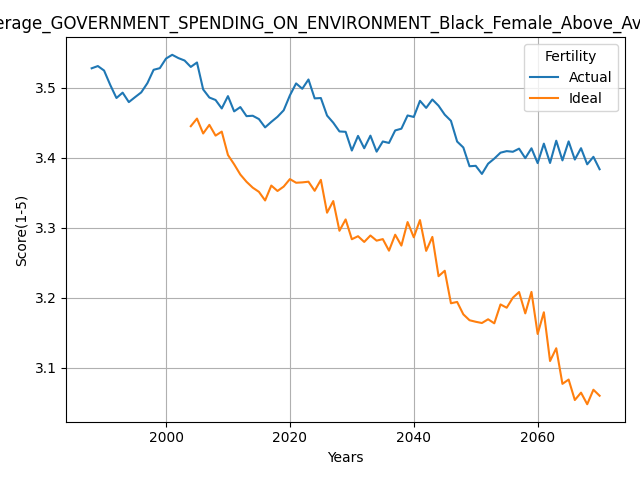 erage_GOVERNMENT_SPENDING_ON_ENVIRONMENT_Black_Female_Above_Av
Fertility
Actual
Ideal
3.5
3.4
3.3
3.2
3.1
Score(1-5)
2000 2020 2040 2060
Years